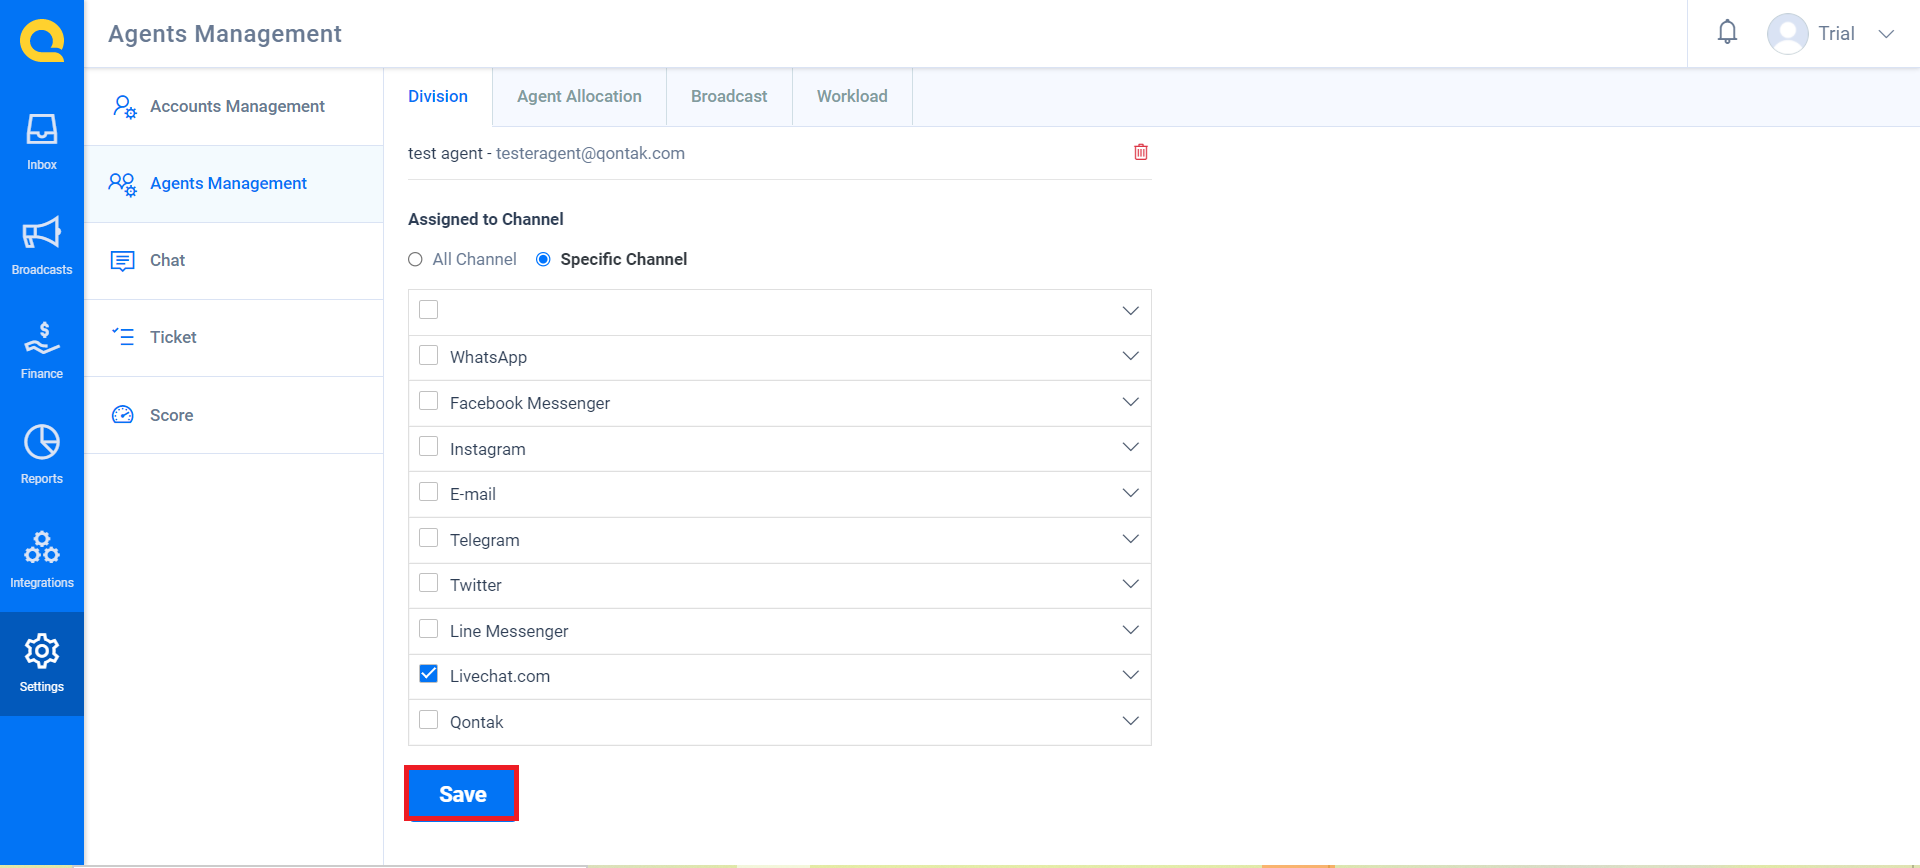 Agents Management
Trial
Inbox
Broadcasts
Finance
Reports
Integrations
Settings
Accounts Management
Agents Management
Chat
Ticket
Score
Division
Agent Allocation
Broadcast
Workload
test agent - testeragent@qontak.com
Assigned to Channel
All Channel
Specific Channel
WhatsApp
Facebook Messenger
Instagram
E-mail
Telegram
Twitter
Line Messenger
Livechat.com
Qontak
Save